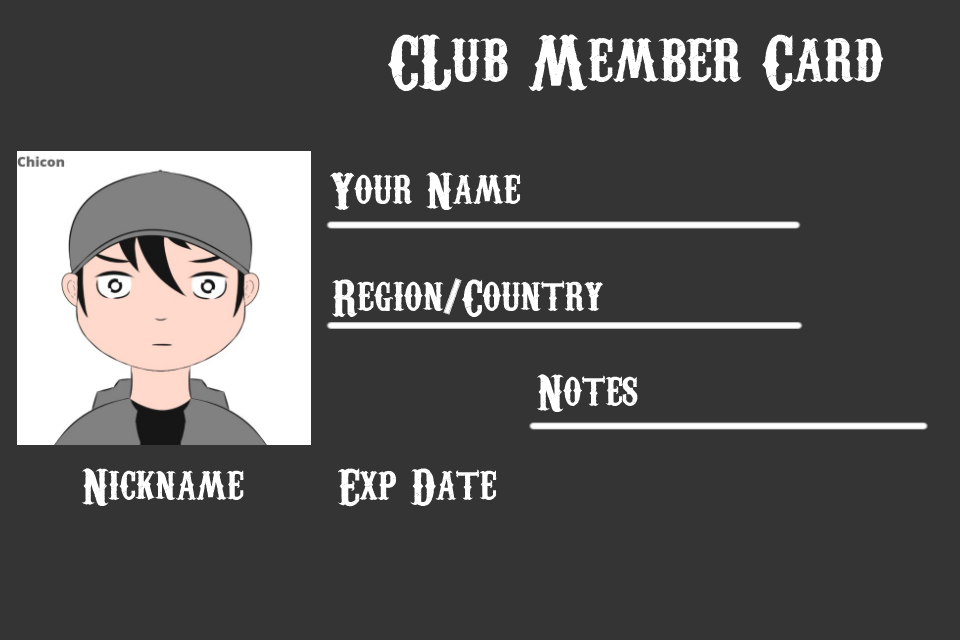 Club Member Card
Chicon
Your Name
Region/Country
Notes
Nickname
Exp Date